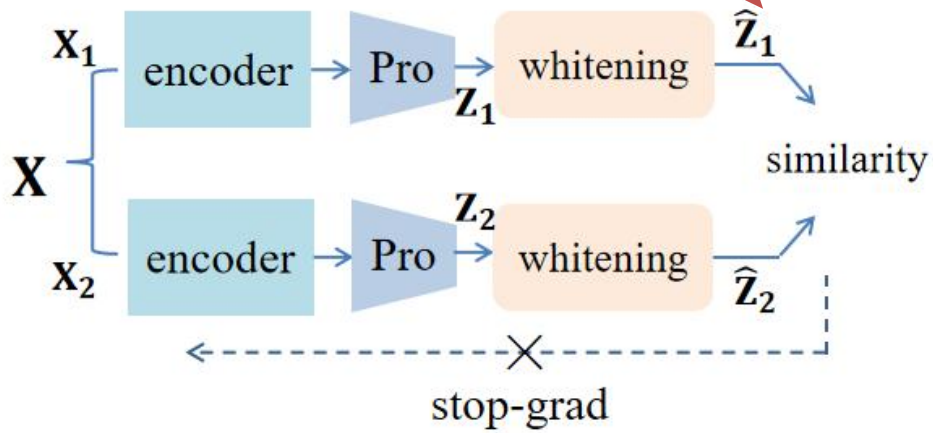 X₁
encoder
Pro
Z₁
whitening
Ẑ₁
X
similarity
X₂
encoder
Pro
Z₂
whitening
Ẑ₂
stop-grad